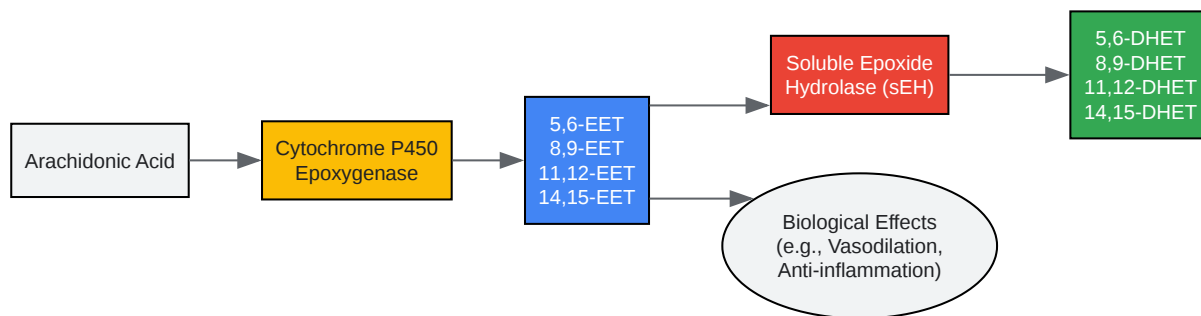 Arachidonic Acid
Cytochrome P450
Epoxygenase
5,6-EET
8,9-EET
11,12-EET
14,15-EET
Soluble Epoxide
Hydrolase (sEH)
5,6-DHET
8,9-DHET
11,12-DHET
14,15-DHET
Biological Effects
(e.g., Vasodilation,
Anti-inflammation)